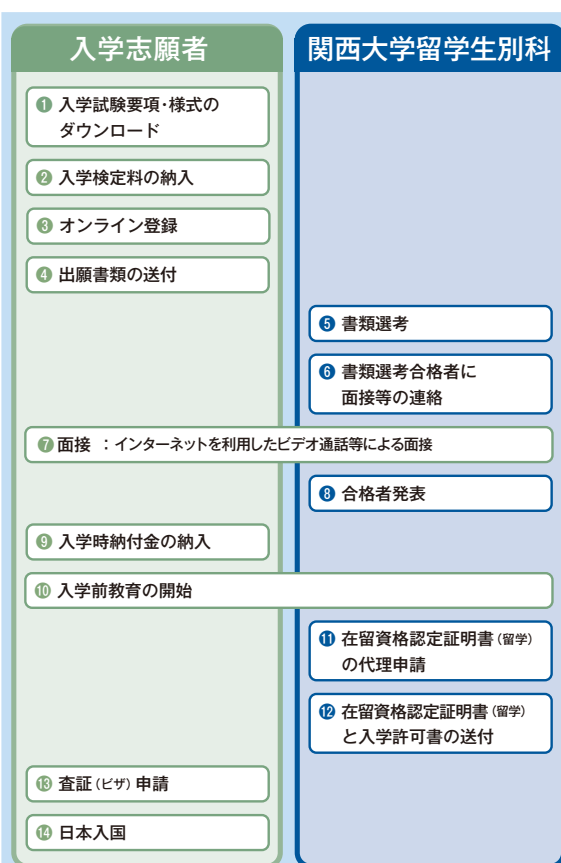 入学志願者
関西大学留学生別科
❶ 入学試験要項・様式の
ダウンロード
❷ 入学検定料の納入
❸ オンライン登録
❹ 出願書類の送付
❺ 書類選考
❻ 書類選考合格者に
面接等の連絡
❼ 面接 ：インターネットを利用したビデオ通話等による面接
❽ 合格者発表
❾ 入学時納付金の納入
❿ 入学前教育の開始
⓫ 在留資格認定証明書（留学）
の代理申請
⓬ 在留資格認定証明書（留学）
と入学許可書の送付
⓭ 査証（ビザ）申請
⓮ 日本入国